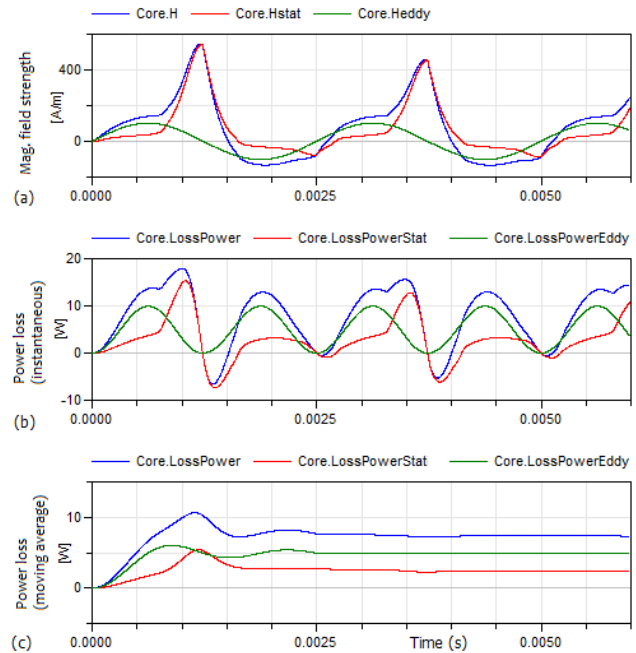 Core.H Core.Hstat Core.Heddy
Mag. field strength
[A/m]
400
0
(a)
0.0000 0.0025 0.0050
Core.LossPower Core.LossPowerStat Core.LossPowerEddy
Power loss
(instantaneous)
[W]
20
10
0
-10
(b)
0.0000 0.0025 0.0050
Core.LossPower Core.LossPowerStat Core.LossPowerEddy
Power loss
(moving average)
[W]
10
0
(c)
0.0000 0.0025 Time (s) 0.0050